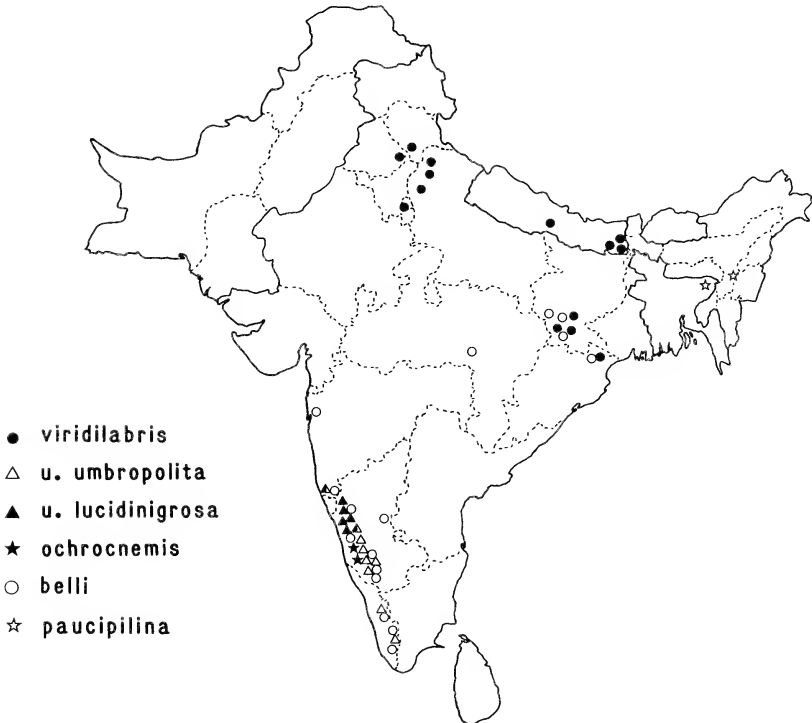 viridilabris
u. umbropolita
u. lucidinigrosa
ochrocnemis
belli
paucipilina